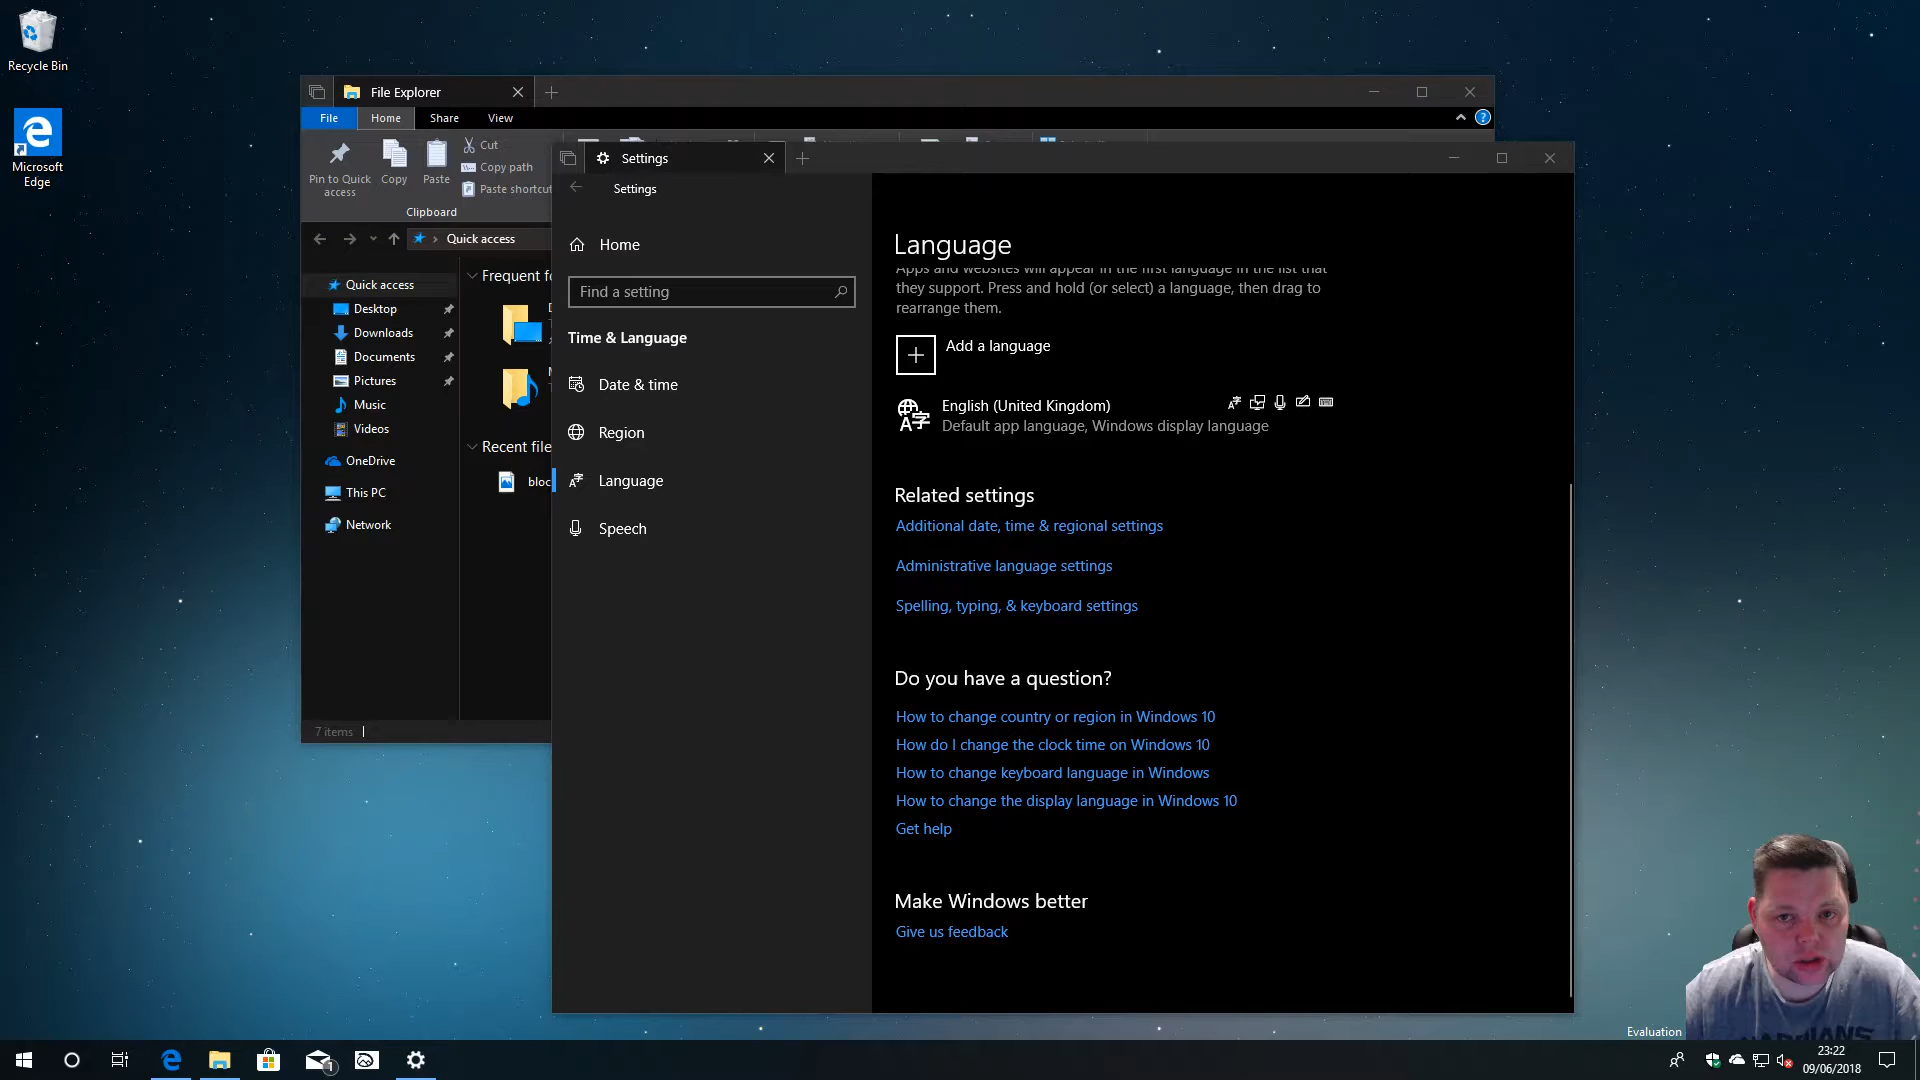 Recycle Bin
Microsoft
Edge
File Explorer
File
Home
Share
View
Pin to Quick
access
Copy
Paste
Cut
Copy path
Paste shortcut
Clipboard
Quick access
Quick access
Desktop
Downloads
Documents
Pictures
Music
Videos
OneDrive
This PC
Network
Frequent fo
Recent file
bloc
7 items
Settings
Settings
Home
Find a setting
Time & Language
Date & time
Region
Language
Speech
Language
Apps and websites will appear in the first language in the list that
they support. Press and hold (or select) a language, then drag to
rearrange them.
Add a language
English (United Kingdom)
Default app language, Windows display language
Related settings
Additional date, time & regional settings
Administrative language settings
Spelling, typing, & keyboard settings
Do you have a question?
How to change country or region in Windows 10
How do I change the clock time on Windows 10
How to change keyboard language in Windows
How to change the display language in Windows 10
Get help
Make Windows better
Give us feedback
Evaluation
1
23:22
09/06/2018